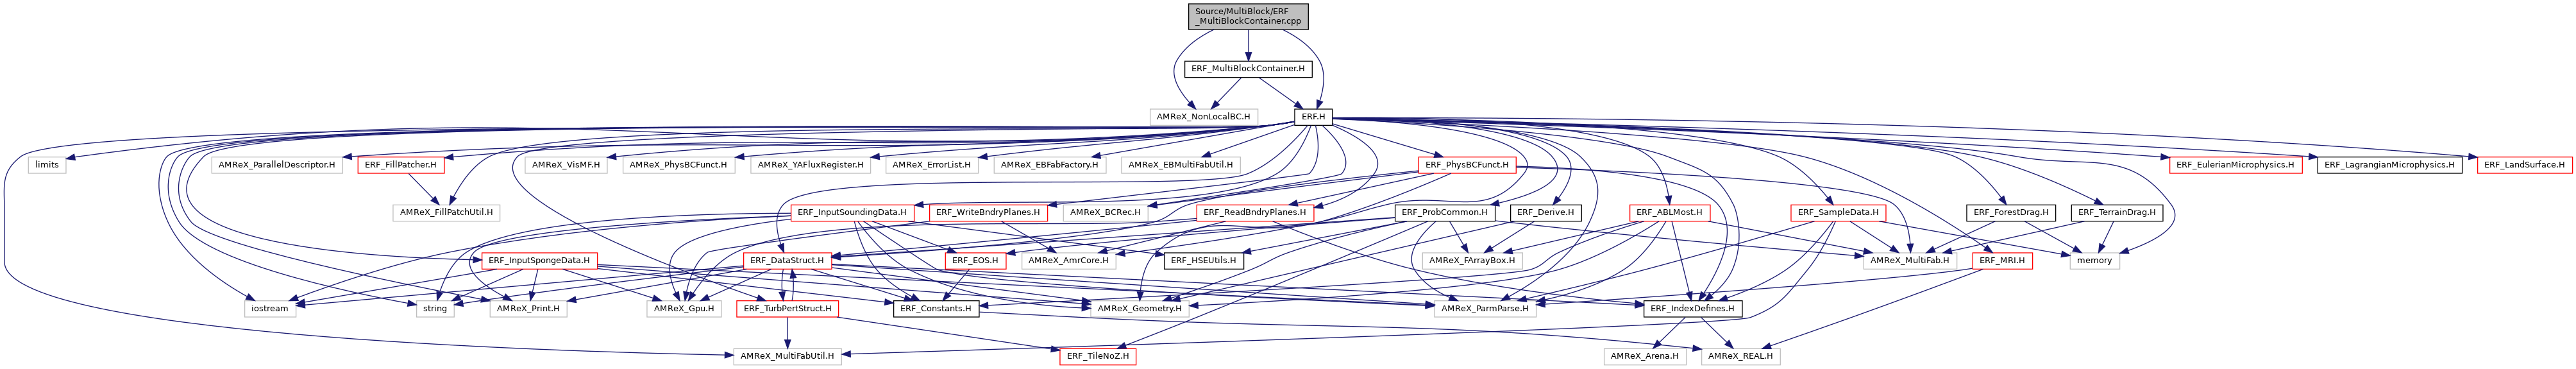 Source/MultiBlock/ERF
_MultiBlockContainer.cpp
ERF_MultiBlockContainer.H
AMReX_NonLocalBC.H
ERF.H
limits
AMReX_ParallelDescriptor.H
ERF_FillPatcher.H
AMReX_VisMF.H
AMReX_PhysBCFunct.H
AMReX_YAFluxRegister.H
AMReX_ErrorList.H
AMReX_EBFabFactory.H
AMReX_EBMultiFabUtil.H
ERF_PhysBCFunct.H
ERF_EulerianMicrophysics.H
ERF_LagrangianMicrophysics.H
ERF_LandSurface.H
AMReX_FillPatchUtil.H
ERF_InputSoundingData.H
ERF_WriteBndryPlanes.H
AMReX_BCRec.H
ERF_ReadBndryPlanes.H
ERF_ProbCommon.H
ERF_Derive.H
ERF_ABLMost.H
ERF_SampleData.H
ERF_ForestDrag.H
ERF_TerrainDrag.H
ERF_InputSpongeData.H
ERF_DataStruct.H
ERF_EOS.H
AMReX_AmrCore.H
ERF_HSEUtils.H
AMReX_FArrayBox.H
AMReX_MultiFab.H
ERF_MRI.H
memory
iostream
string
AMReX_Print.H
AMReX_Gpu.H
ERF_TurbPertStruct.H
ERF_Constants.H
AMReX_Geometry.H
AMReX_ParmParse.H
ERF_IndexDefines.H
AMReX_MultiFabUtil.H
ERF_TileNoZ.H
AMReX_Arena.H
AMReX_REAL.H